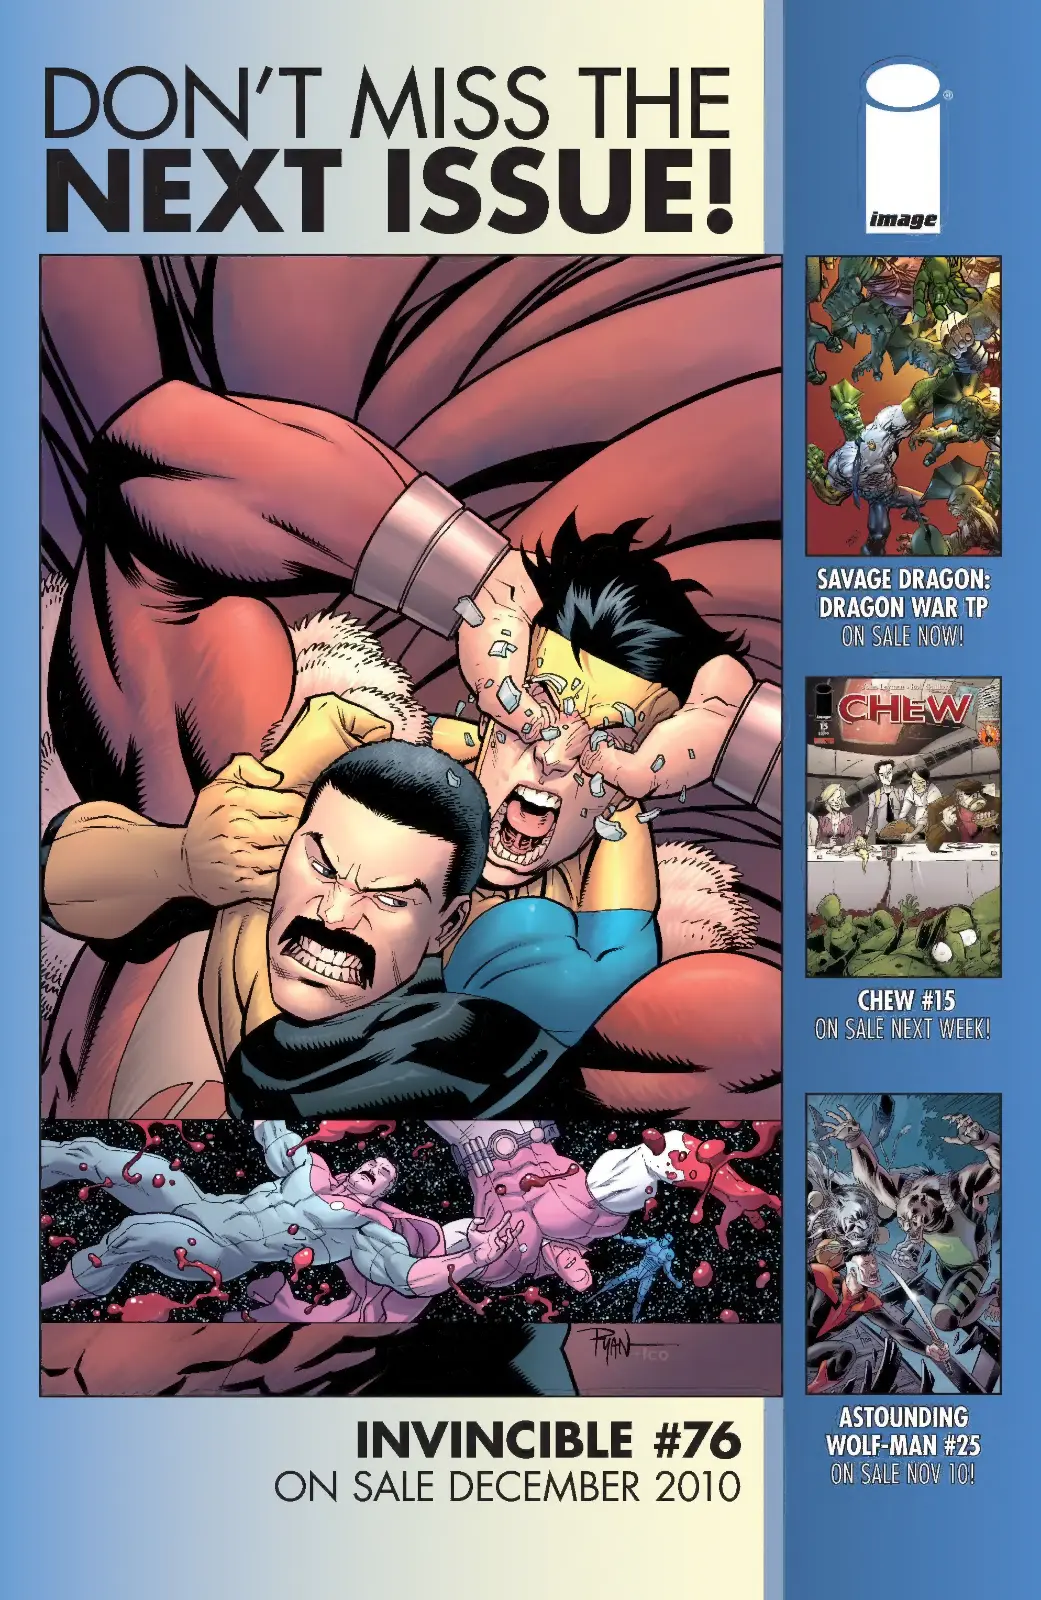 DON'T MISS THE
NEXT ISSUE!
image
®
SAVAGE DRAGON:
DRAGON WAR TP
ON SALE NOW!
CHEW
15
CHEW #15
ON SALE NEXT WEEK!
ASTOUNDING
WOLF-MAN #25
ON SALE NOV 10!
RYAN
INVINCIBLE #76
ON SALE DECEMBER 2010